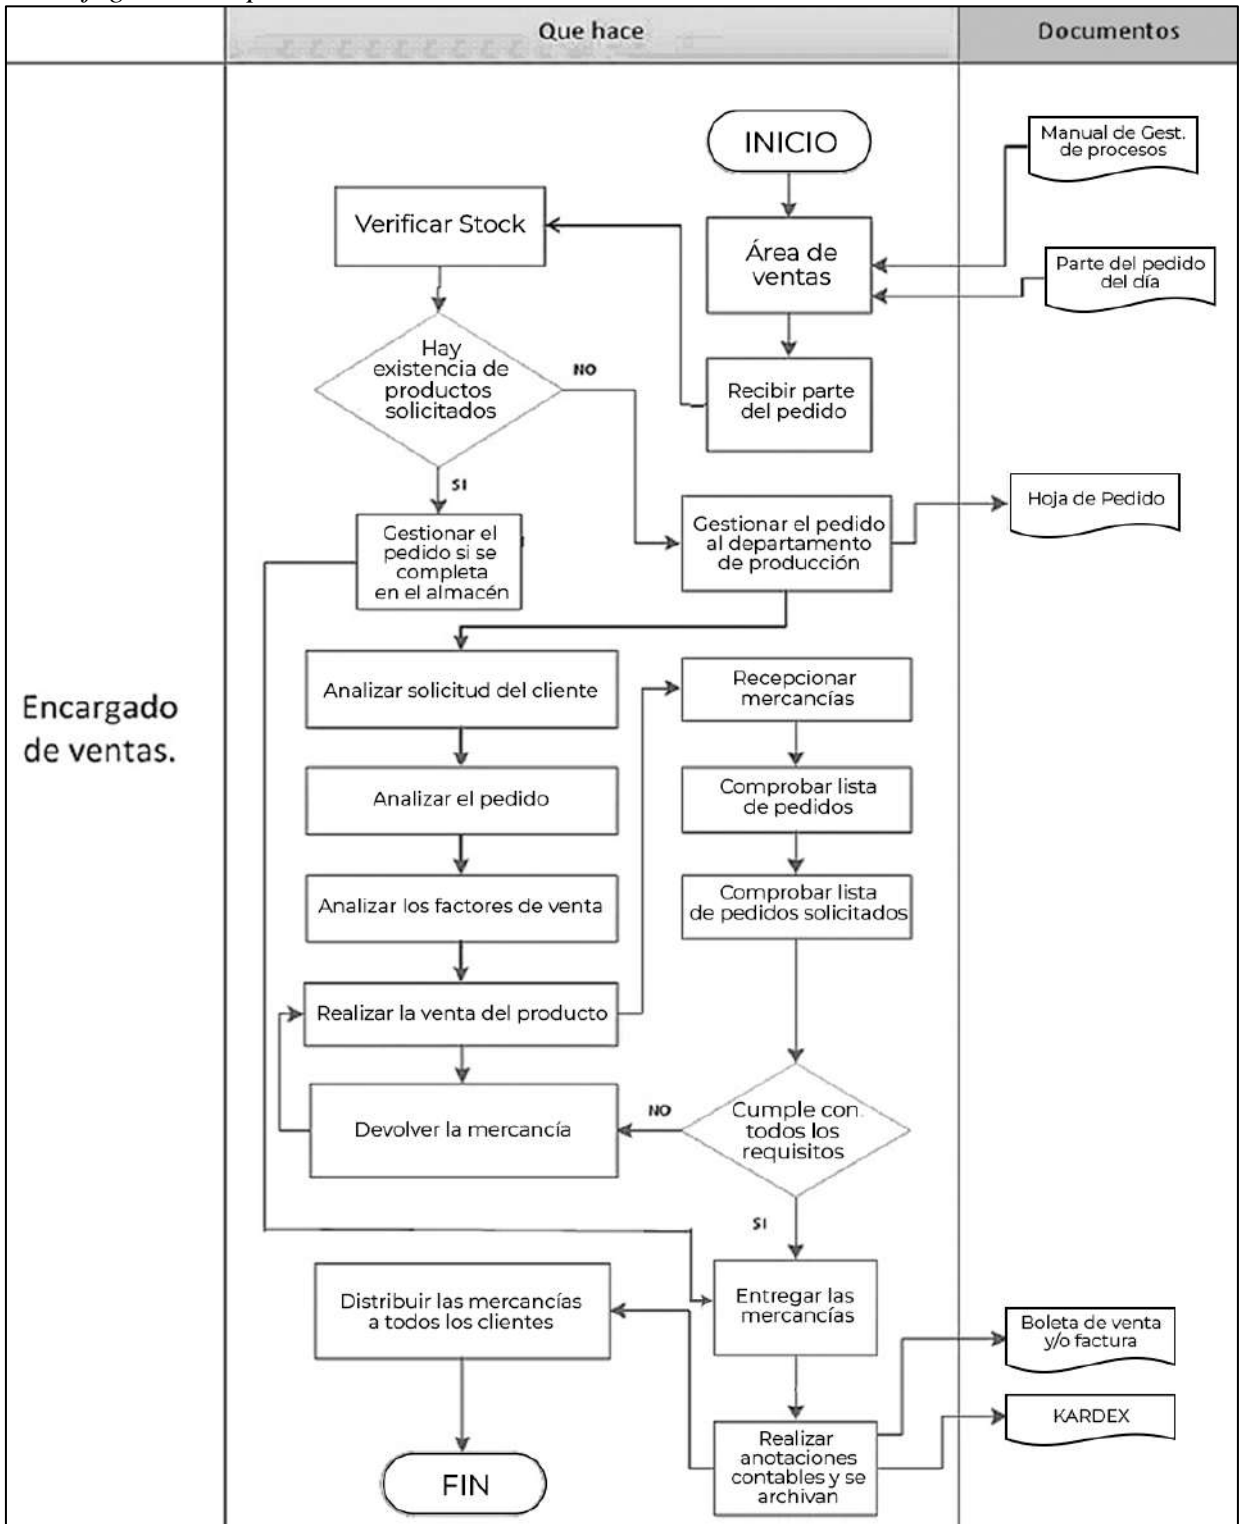 Que hace
Documentos
INICIO
Manual de Gest.
de procesos
Verificar Stock
Área de
ventas
Parte del pedido
del día
Hay
existencia de
productos
solicitados
NO
Recibir parte
del pedido
SI
Gestionar el
pedido si se
completa
en el almacén
Gestionar el pedido
al departamento
de producción
Hoja de Pedido
Encargado
de ventas.
Analizar solicitud del cliente
Recepcionar
mercancías
Analizar el pedido
Comprobar lista
de pedidos
Analizar los factores de venta
Comprobar lista
de pedidos solicitados
Realizar la venta del producto
Devolver la mercancía
NO
Cumple con
todos los
requisitos
SI
Distribuir las mercancías
a todos los clientes
Entregar las
mercancías
Boleta de venta
y/o factura
KARDEX
Realizar
anotaciones
contables y se
archivan
FIN